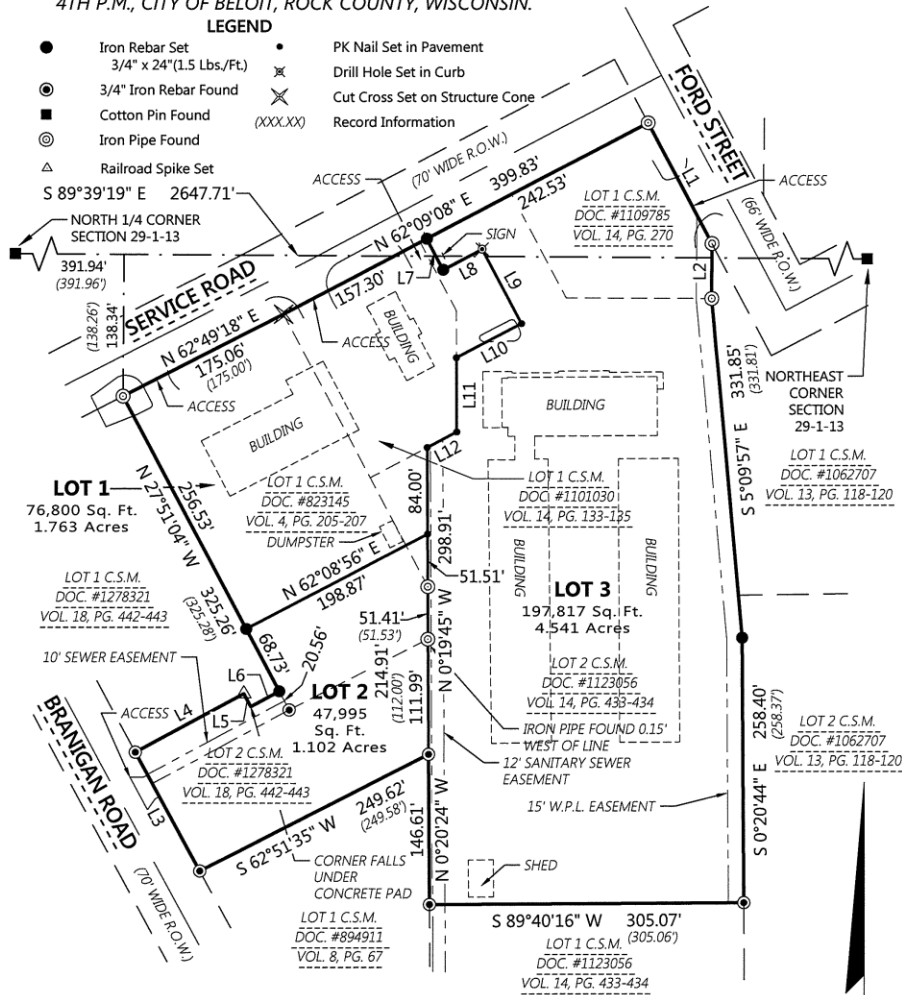 4TH P.M., CITY OF BELOIT, ROCK COUNTY, WISCONSIN.
LEGEND
Iron Rebar Set
3/4" x 24"(1.5 Lbs./Ft.)
3/4" Iron Rebar Found
Cotton Pin Found
Iron Pipe Found
Railroad Spike Set
PK Nail Set in Pavement
Drill Hole Set in Curb
Cut Cross Set on Structure Cone
(XXX.XX) Record Information
S 89°39'19" E 2647.71'
NORTH 1/4 CORNER
SECTION 29-1-13
391.94'
(391.96')
(138.26')
138.34'
SERVICE ROAD
(70' WIDE R.O.W.)
ACCESS
N 62°09'08" E 399.83'
242.53'
157.30'
FORD STREET
(66' WIDE R.O.W.)
L1
ACCESS
L2
LOT 1 C.S.M.
DOC. #1109785
VOL. 14, PG. 270
SIGN
L7
L8
L9
L10
L11
L12
N 62°49'18" E
175.06'
(175.00')
ACCESS
ACCESS
BUILDING
BUILDING
BUILDING
BUILDING
BUILDING
331.85'
(331.81')
S 5°09'57" E
NORTHEAST
CORNER
SECTION
29-1-13
LOT 1 C.S.M.
DOC. #1062707
VOL. 13, PG. 118-120
LOT 1
76,800 Sq. Ft.
1.763 Acres
N 27°51'04" W
256.53'
325.26'
(325.28')
68.73'
LOT 1 C.S.M.
DOC. #823145
VOL. 4, PG. 205-207
DUMPSTER
N 62°08'56" E
198.87'
84.00'
298.91'
LOT 1 C.S.M.
DOC. #1101030
VOL. 14, PG. 133-135
51.51'
51.41'
(51.53')
N 0°19'45" W
LOT 3
197,817 Sq. Ft.
4.541 Acres
LOT 1 C.S.M.
DOC. #1278321
VOL. 18, PG. 442-443
10' SEWER EASEMENT
20.56'
214.91'
(112.00')
111.99'
LOT 2 C.S.M.
DOC. #1123056
VOL 14, PG. 433-434
IRON PIPE FOUND 0.15'
WEST OF LINE
12' SANITARY SEWER
EASEMENT
15' W.P.L. EASEMENT
258.40'
(258.37')
S 0°20'44" E
LOT 2 C.S.M.
DOC. #1062707
VOL. 13, PG. 118-120
BRANIGAN ROAD
(70' WIDE R.O.W.)
ACCESS
L3
L4
L5
L6
LOT 2
47,995
Sq. Ft.
1.102 Acres
LOT 2 C.S.M.
DOC. #1278321
VOL. 18, PG. 442-443
S 62°51'35" W
249.62'
(249.58')
146.61'
N 0°20'24" W
CORNER FALLS
UNDER
CONCRETE PAD
SHED
LOT 1 C.S.M.
DOC. #894911
VOL. 8, PG. 67
S 89°40'16" W 305.07'
(305.06')
LOT 1 C.S.M.
DOC. #1123056
VOL. 14, PG. 433-434